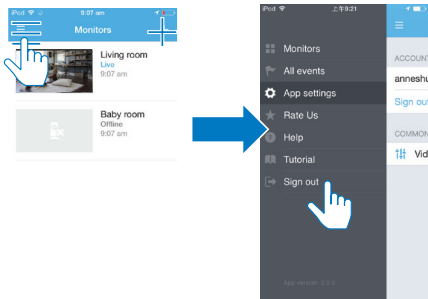 iPod 9:07 am
Monitors
Living room
Live
9:07 am
Baby room
Offline
9:07 am
iPod 上午9:21
Monitors
All events
App settings
Rate Us
Help
Tutorial
Sign out
App version:
ACCOUNT
anneshu
Sign out
COMMON
Vid